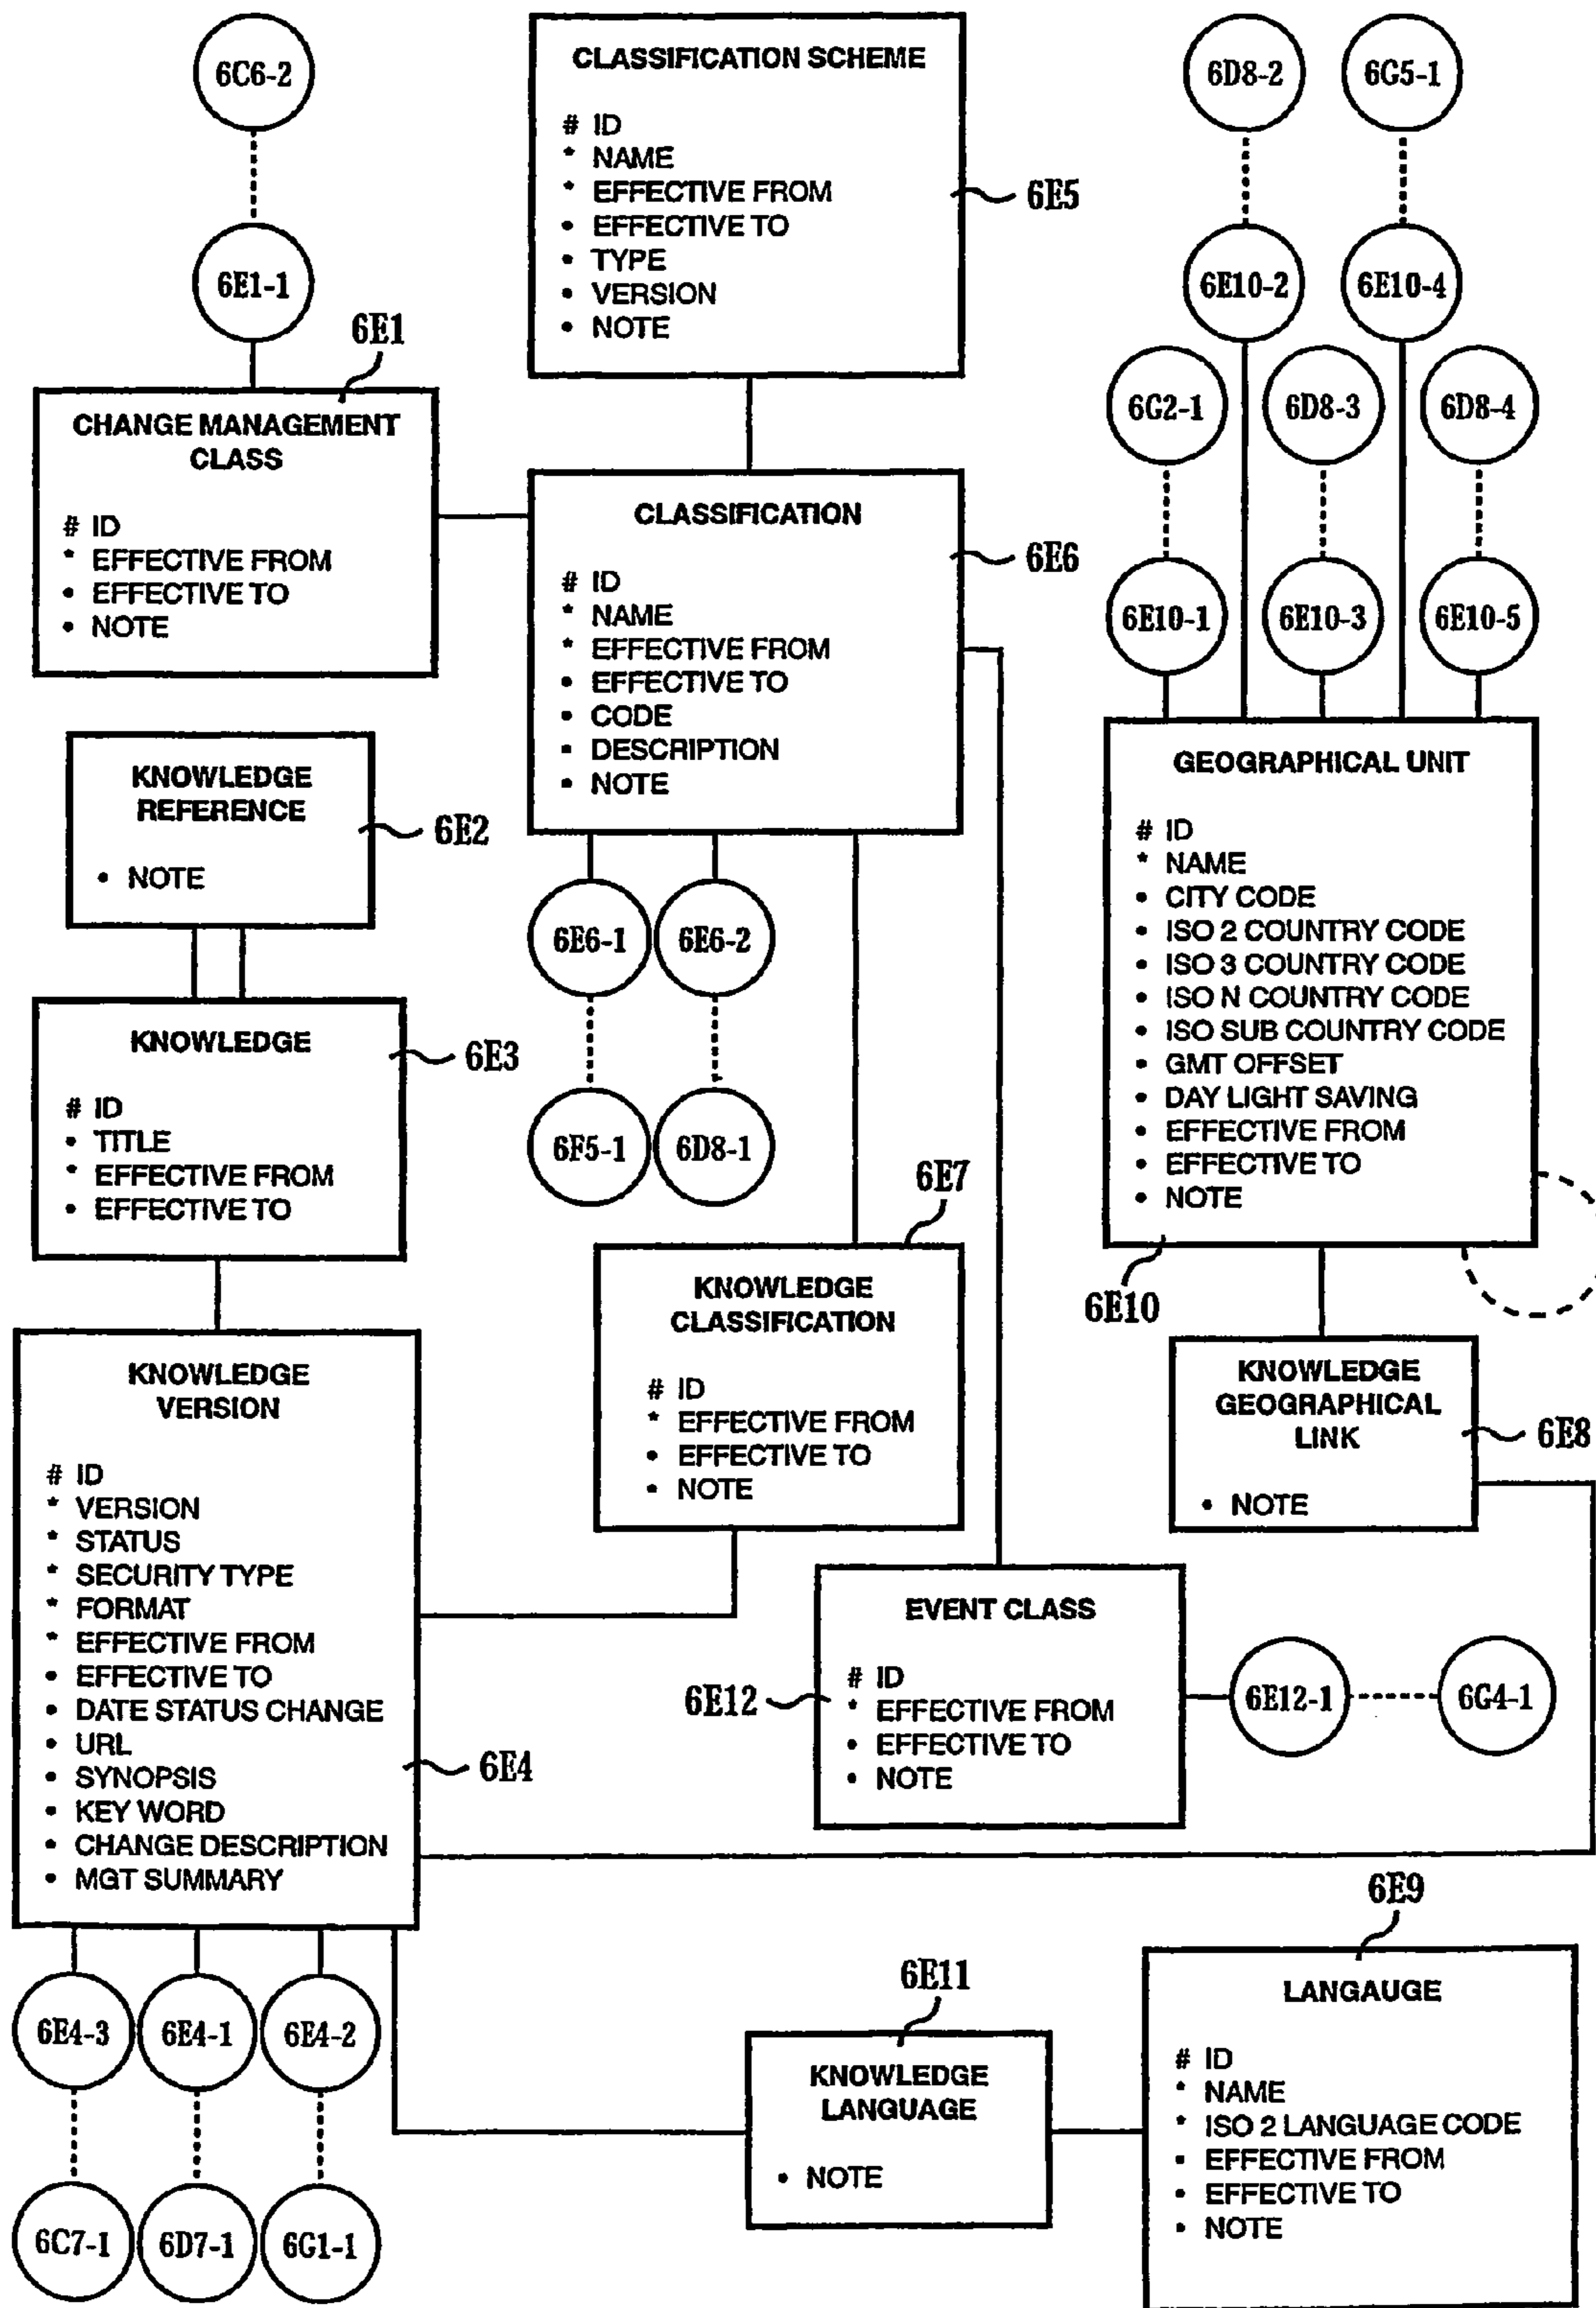 6C6-2
6E1-1
6E1
CHANGE MANAGEMENT
CLASS
# ID
* EFFECTIVE FROM
• EFFECTIVE TO
• NOTE
CLASSIFICATION SCHEME
# ID
* NAME
* EFFECTIVE FROM
• EFFECTIVE TO
• TYPE
• VERSION
• NOTE
6E5
CLASSIFICATION
# ID
* NAME
* EFFECTIVE FROM
• EFFECTIVE TO
• CODE
• DESCRIPTION
• NOTE
6E6
6D8-2
6G5-1
6E10-2
6E10-4
6G2-1
6D8-3
6D8-4
6E10-1
6E10-3
6E10-5
GEOGRAPHICAL UNIT
# ID
* NAME
• CITY CODE
• ISO 2 COUNTRY CODE
• ISO 3 COUNTRY CODE
• ISO N COUNTRY CODE
• ISO SUB COUNTRY CODE
• GMT OFFSET
• DAY LIGHT SAVING
• EFFECTIVE FROM
• EFFECTIVE TO
• NOTE
6E10
KNOWLEDGE
REFERENCE
• NOTE
6E2
KNOWLEDGE
# ID
• TITLE
* EFFECTIVE FROM
• EFFECTIVE TO
6E3
6E6-1
6E6-2
6F5-1
6D8-1
6E7
KNOWLEDGE
CLASSIFICATION
# ID
* EFFECTIVE FROM
• EFFECTIVE TO
• NOTE
KNOWLEDGE
GEOGRAPHICAL
LINK
• NOTE
6E8
KNOWLEDGE
VERSION
# ID
* VERSION
* STATUS
* SECURITY TYPE
* FORMAT
* EFFECTIVE FROM
• EFFECTIVE TO
• DATE STATUS CHANGE
• URL
• SYNOPSIS
• KEY WORD
• CHANGE DESCRIPTION
• MGT SUMMARY
6E4
EVENT CLASS
# ID
* EFFECTIVE FROM
• EFFECTIVE TO
• NOTE
6E12
6E12-1
6G4-1
6E4-3
6E4-1
6E4-2
6C7-1
6D7-1
6G1-1
6E11
KNOWLEDGE
LANGUAGE
• NOTE
6E9
LANGAUGE
# ID
* NAME
* ISO 2 LANGUAGE CODE
• EFFECTIVE FROM
• EFFECTIVE TO
• NOTE